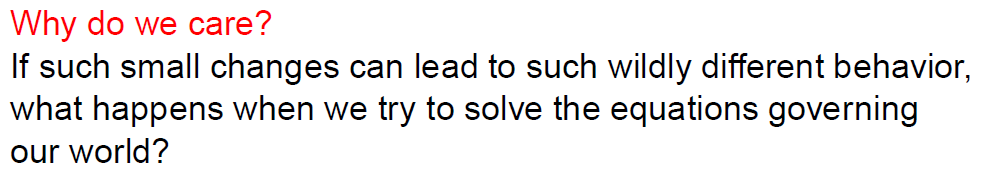 Why do we care?
If such small changes can lead to such wildly different behavior,
what happens when we try to solve the equations governing
our world?